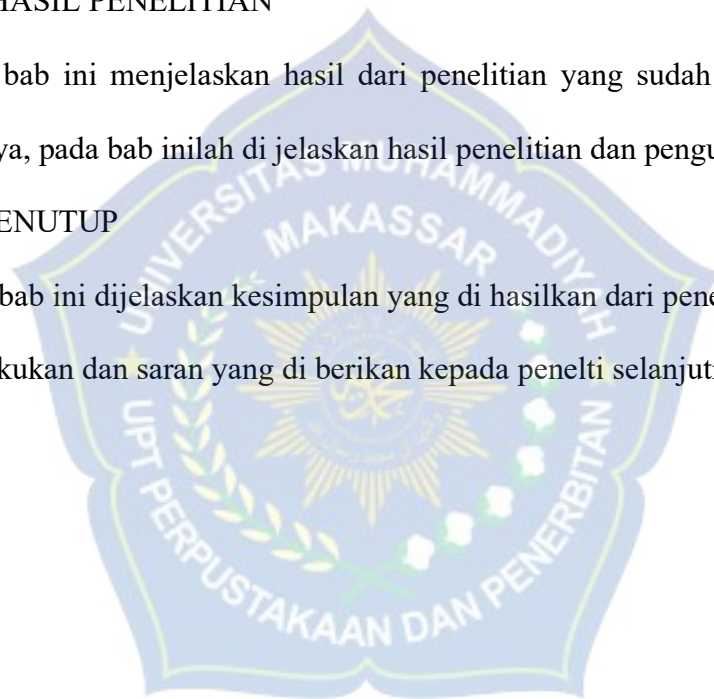 HASIL PENELITIAN
bab ini menjelaskan hasil dari penelitian yang sudah
ya, pada bab inilah di jelaskan hasil penelitian dan pengu
ENUTUP
bab ini dijelaskan kesimpulan yang di hasilkan dari pene
kukan dan saran yang di berikan kepada penelti selanjut
UNIVERSITAS MUHAMMADIYAH
MAKASSAR
UPT PERPUSTAKAAN DAN PENERBITAN